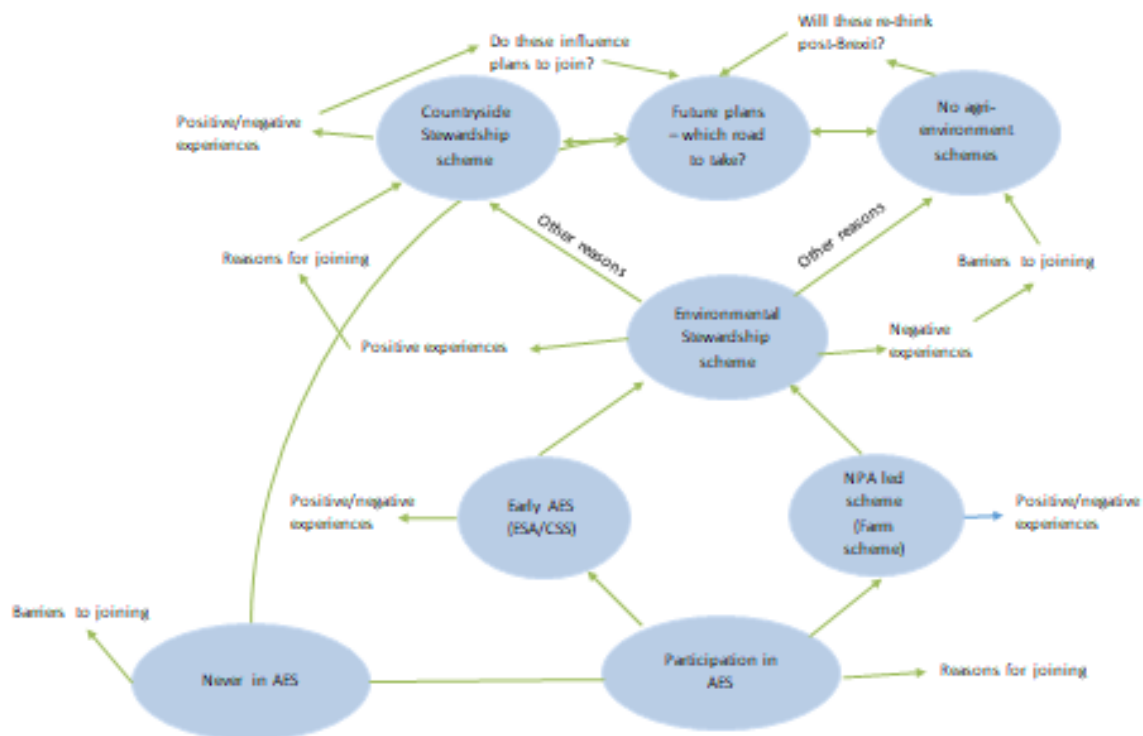 Will these re-think
post-Brexit?
Do these influence
plans to join?
Positive/negative
experiences
Countryside
Stewardship
scheme
Future plans
– which road
to take?
No agri-
environment
schemes
Other reasons
Other reasons
Reasons for joining
Barriers to joining
Environmental
Stewardship
scheme
Positive experiences
Negative
experiences
Positive/negative
experiences
Early AES
(ESA/CSS)
NPA led
scheme
(Farm
scheme)
Positive/negative
experiences
Barriers to joining
Never in AES
Participation in
AES
Reasons for joining